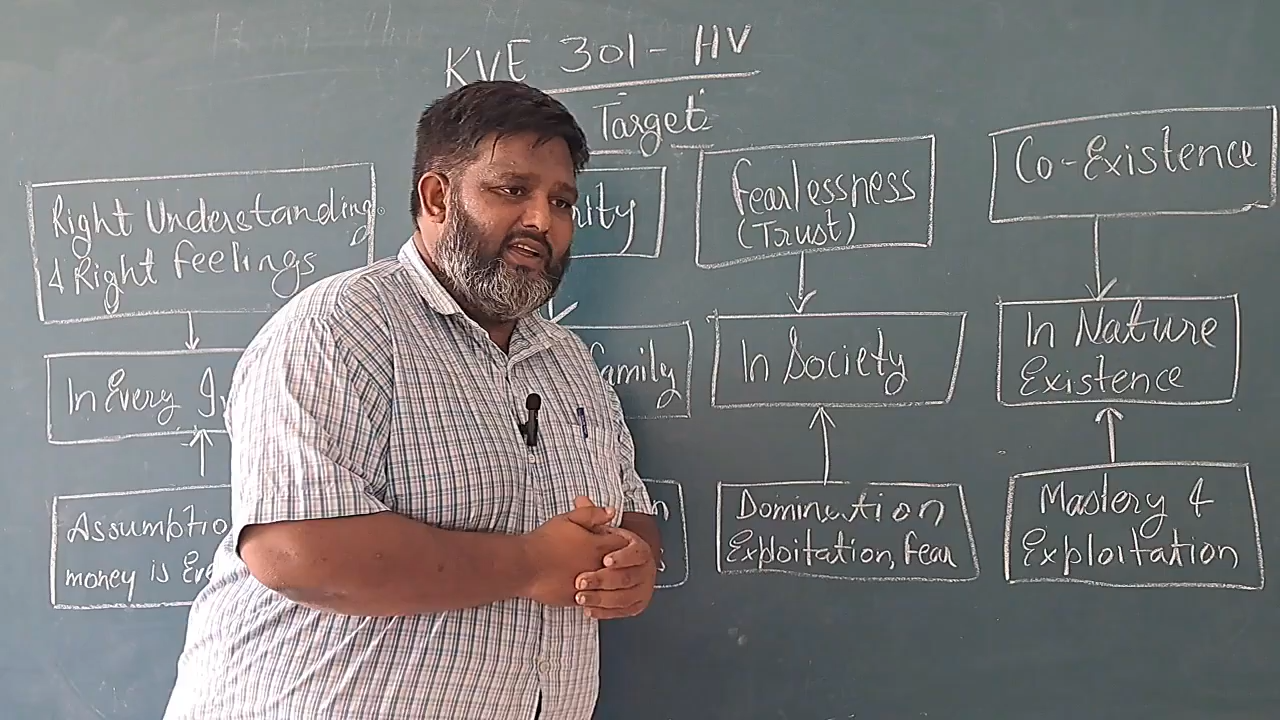 KVE 301 - HV
Target
Right Understanding
& Right feelings
Fearlessness
(Trust)
Co-Existence
In Every
In Society
In Nature
Existence
money is
Domination
Exploitation, fear
Mastery &
Exploitation